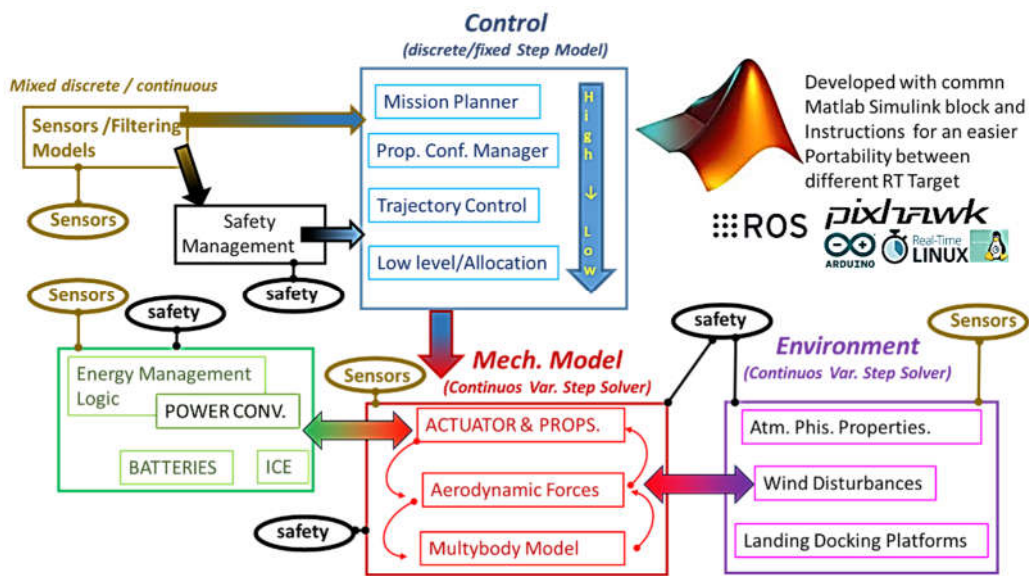 Control
(discrete/fixed Step Model)
Mixed discrete / continuous
Sensors /Filtering
Models
Sensors
Safety
Management
safety
Mission Planner
Prop. Conf. Manager
Trajectory Control
Low level/Allocation
High → Low
Developed with commn
Matlab Simulink block and
Instructions for an easier
Portability between
different RT Target
ROS
pixhawk
ARDUINO
Real-Time
LINUX
Sensors
safety
Energy Management
Logic
POWER CONV.
BATTERIES
ICE
Sensors
Mech. Model
(Continuos Var. Step Solver)
ACTUATOR & PROPS.
Aerodynamic Forces
Multybody Model
safety
safety
Sensors
Environment
(Continuos Var. Step Solver)
Atm. Phis. Properties.
Wind Disturbances
Landing Docking Platforms